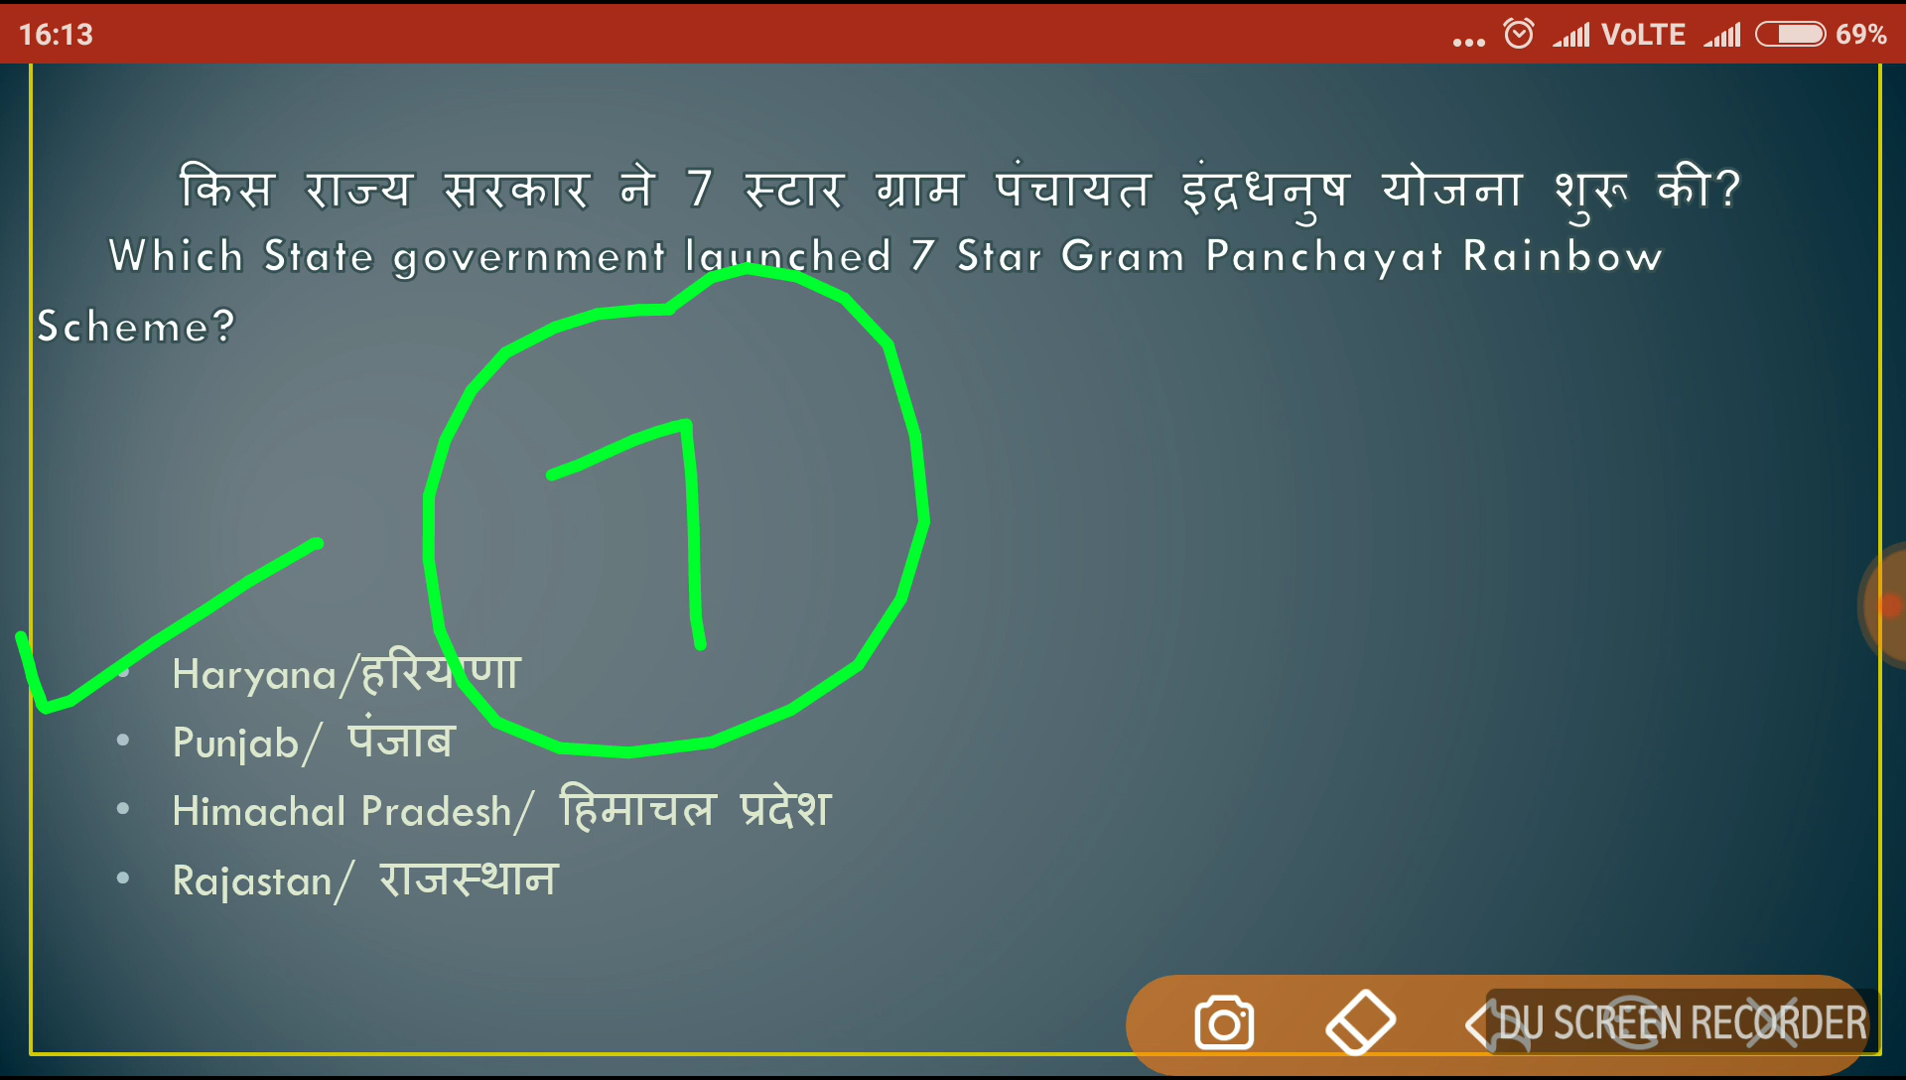 16:13 ... VoLTE 69%
किस राज्य सरकार ने 7 स्टार ग्राम पंचायत इंद्रधनुष योजना शुरू की?
Which State government launched 7 Star Gram Panchayat Rainbow
Scheme?
7
• Haryana/हरियाणा
• Punjab/ पंजाब
• Himachal Pradesh/ हिमाचल प्रदेश
• Rajastan/ राजस्थान
DU SCREEN RECORDER